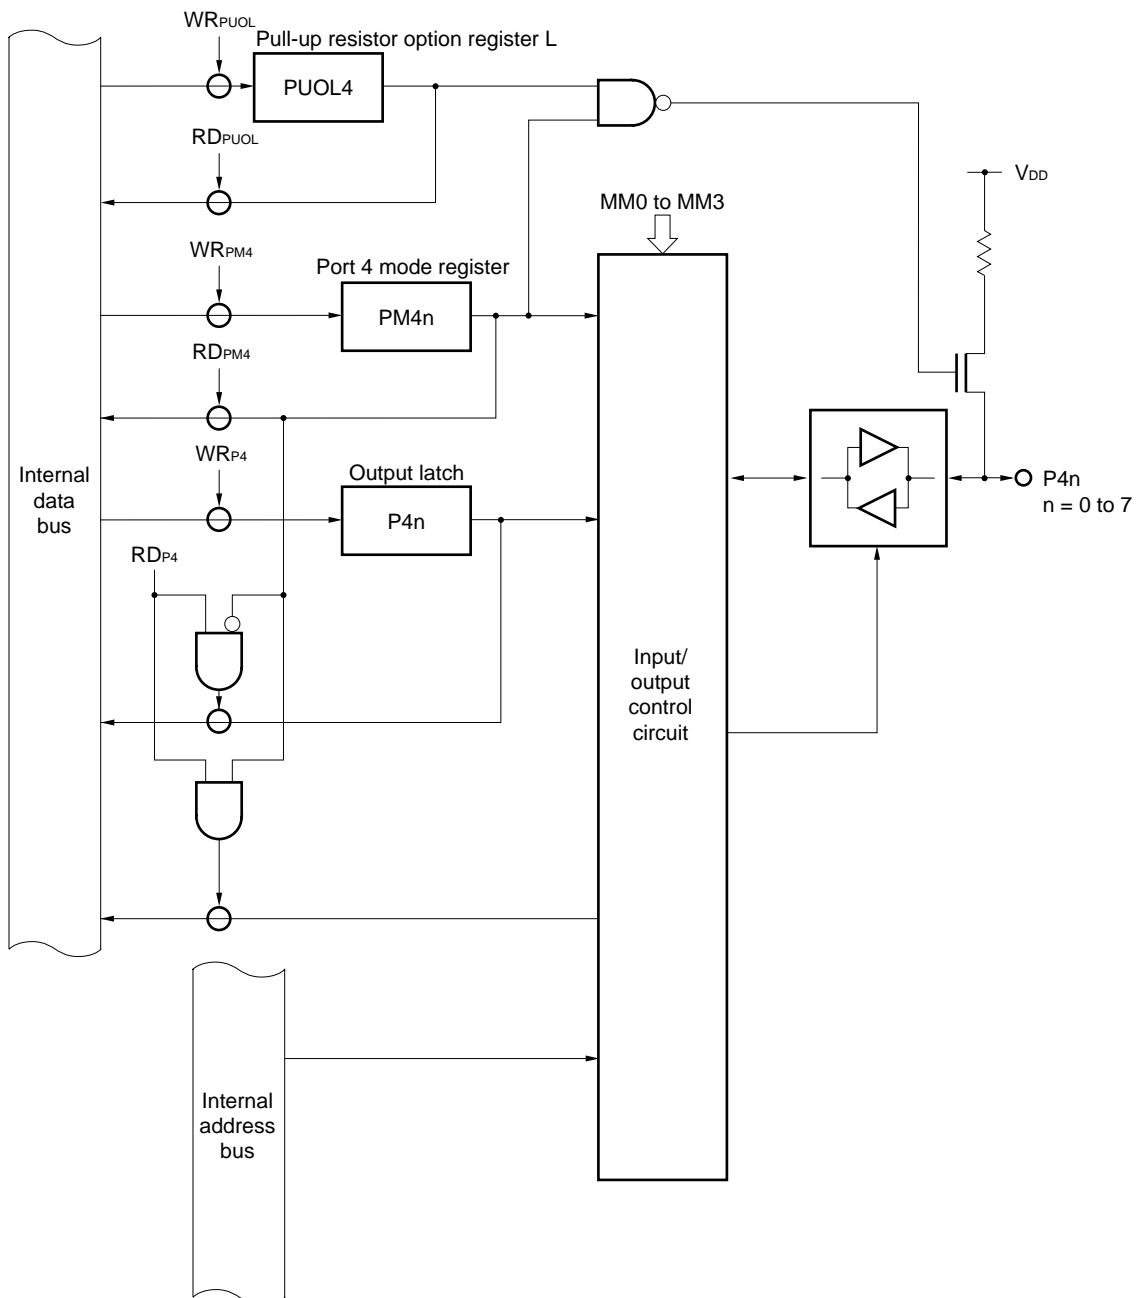 WRPUOL
Pull-up resistor option register L
PUOL4
RDPUOL
VDD
MM0 to MM3
WRPM4
Port 4 mode register
PM4n
RDPM4
WRP4
Output latch
Internal
data
bus
P4n
P4n
n = 0 to 7
RDP4
Input/
output
control
circuit
Internal
address
bus